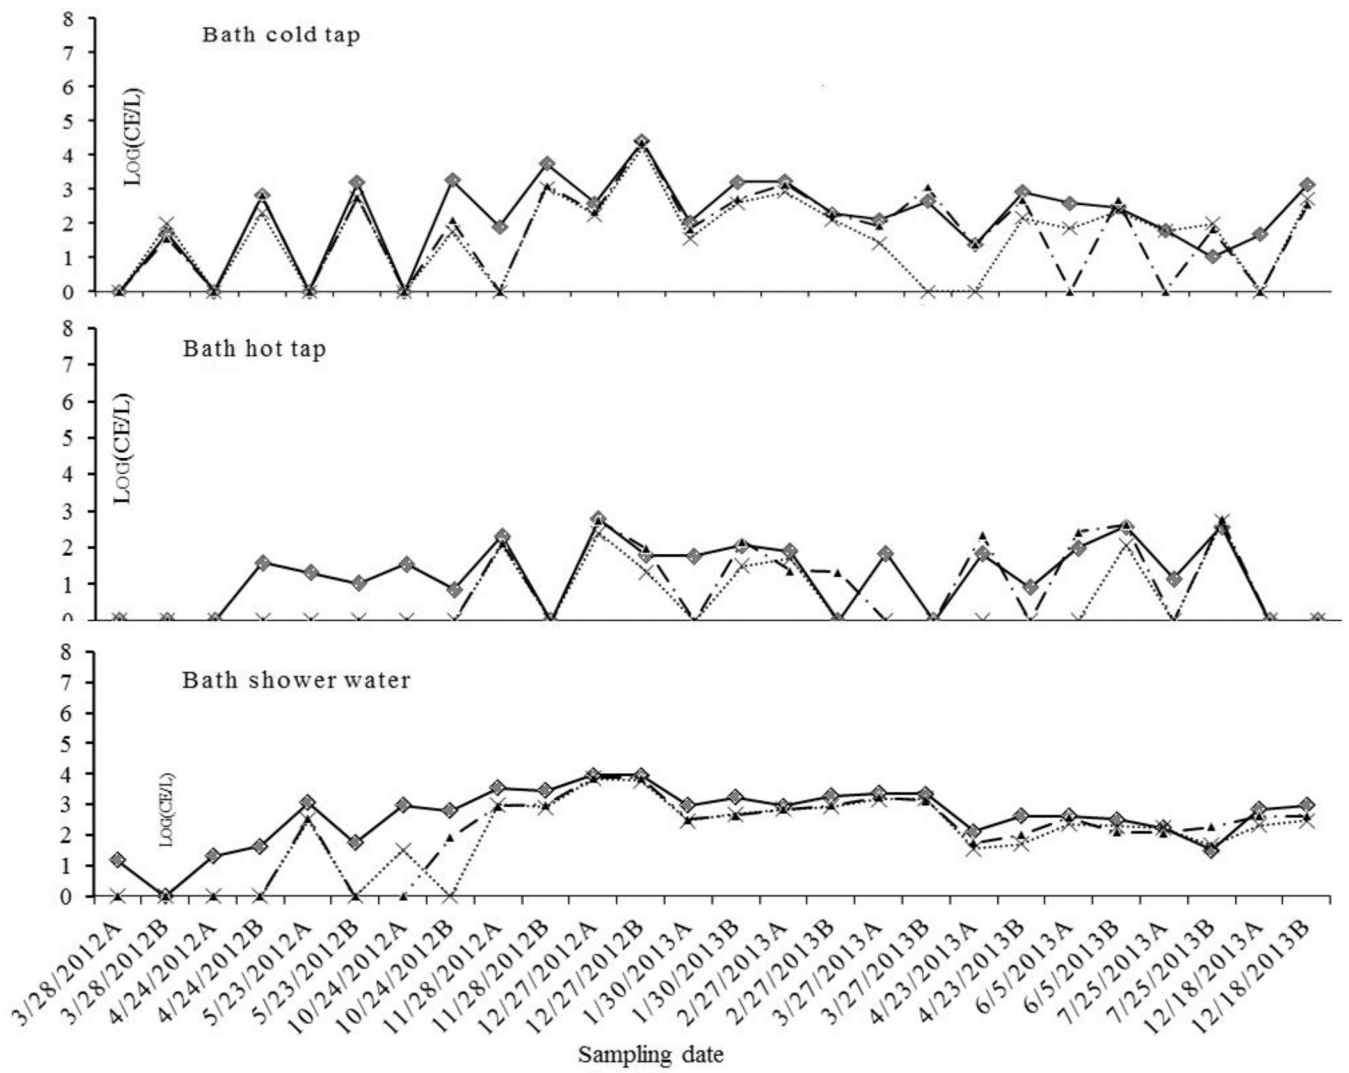 Bath cold tap
LOG(CE/L)
8
7
6
5
4
3
2
1
0
Bath hot tap
LOG(CE/L)
8
7
6
5
4
3
2
1
0
Bath shower water
LOG(CE/L)
8
7
6
5
4
3
2
1
0
3/28/2012A
3/28/2012B
4/24/2012A
4/24/2012B
5/23/2012A
5/23/2012B
10/24/2012A
10/24/2012B
11/28/2012A
11/28/2012B
12/27/2012A
12/27/2012B
1/30/2013A
1/30/2013B
2/27/2013A
2/27/2013B
3/27/2013A
3/27/2013B
4/23/2013A
4/23/2013B
6/5/2013A
6/5/2013B
7/25/2013A
7/25/2013B
12/18/2013A
12/18/2013B
Sampling date